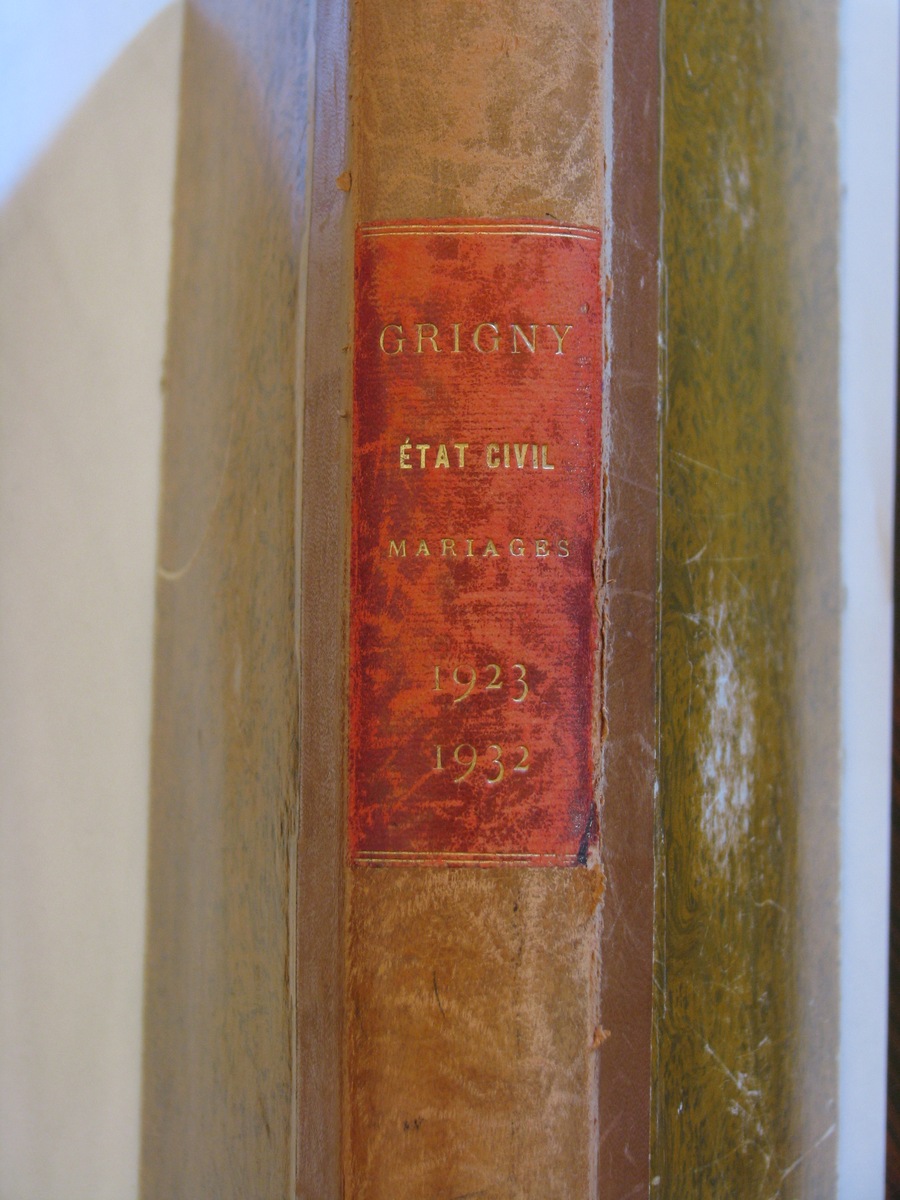 GRIGNY
ÉTAT CIVIL
MARIAGES
1923
1932